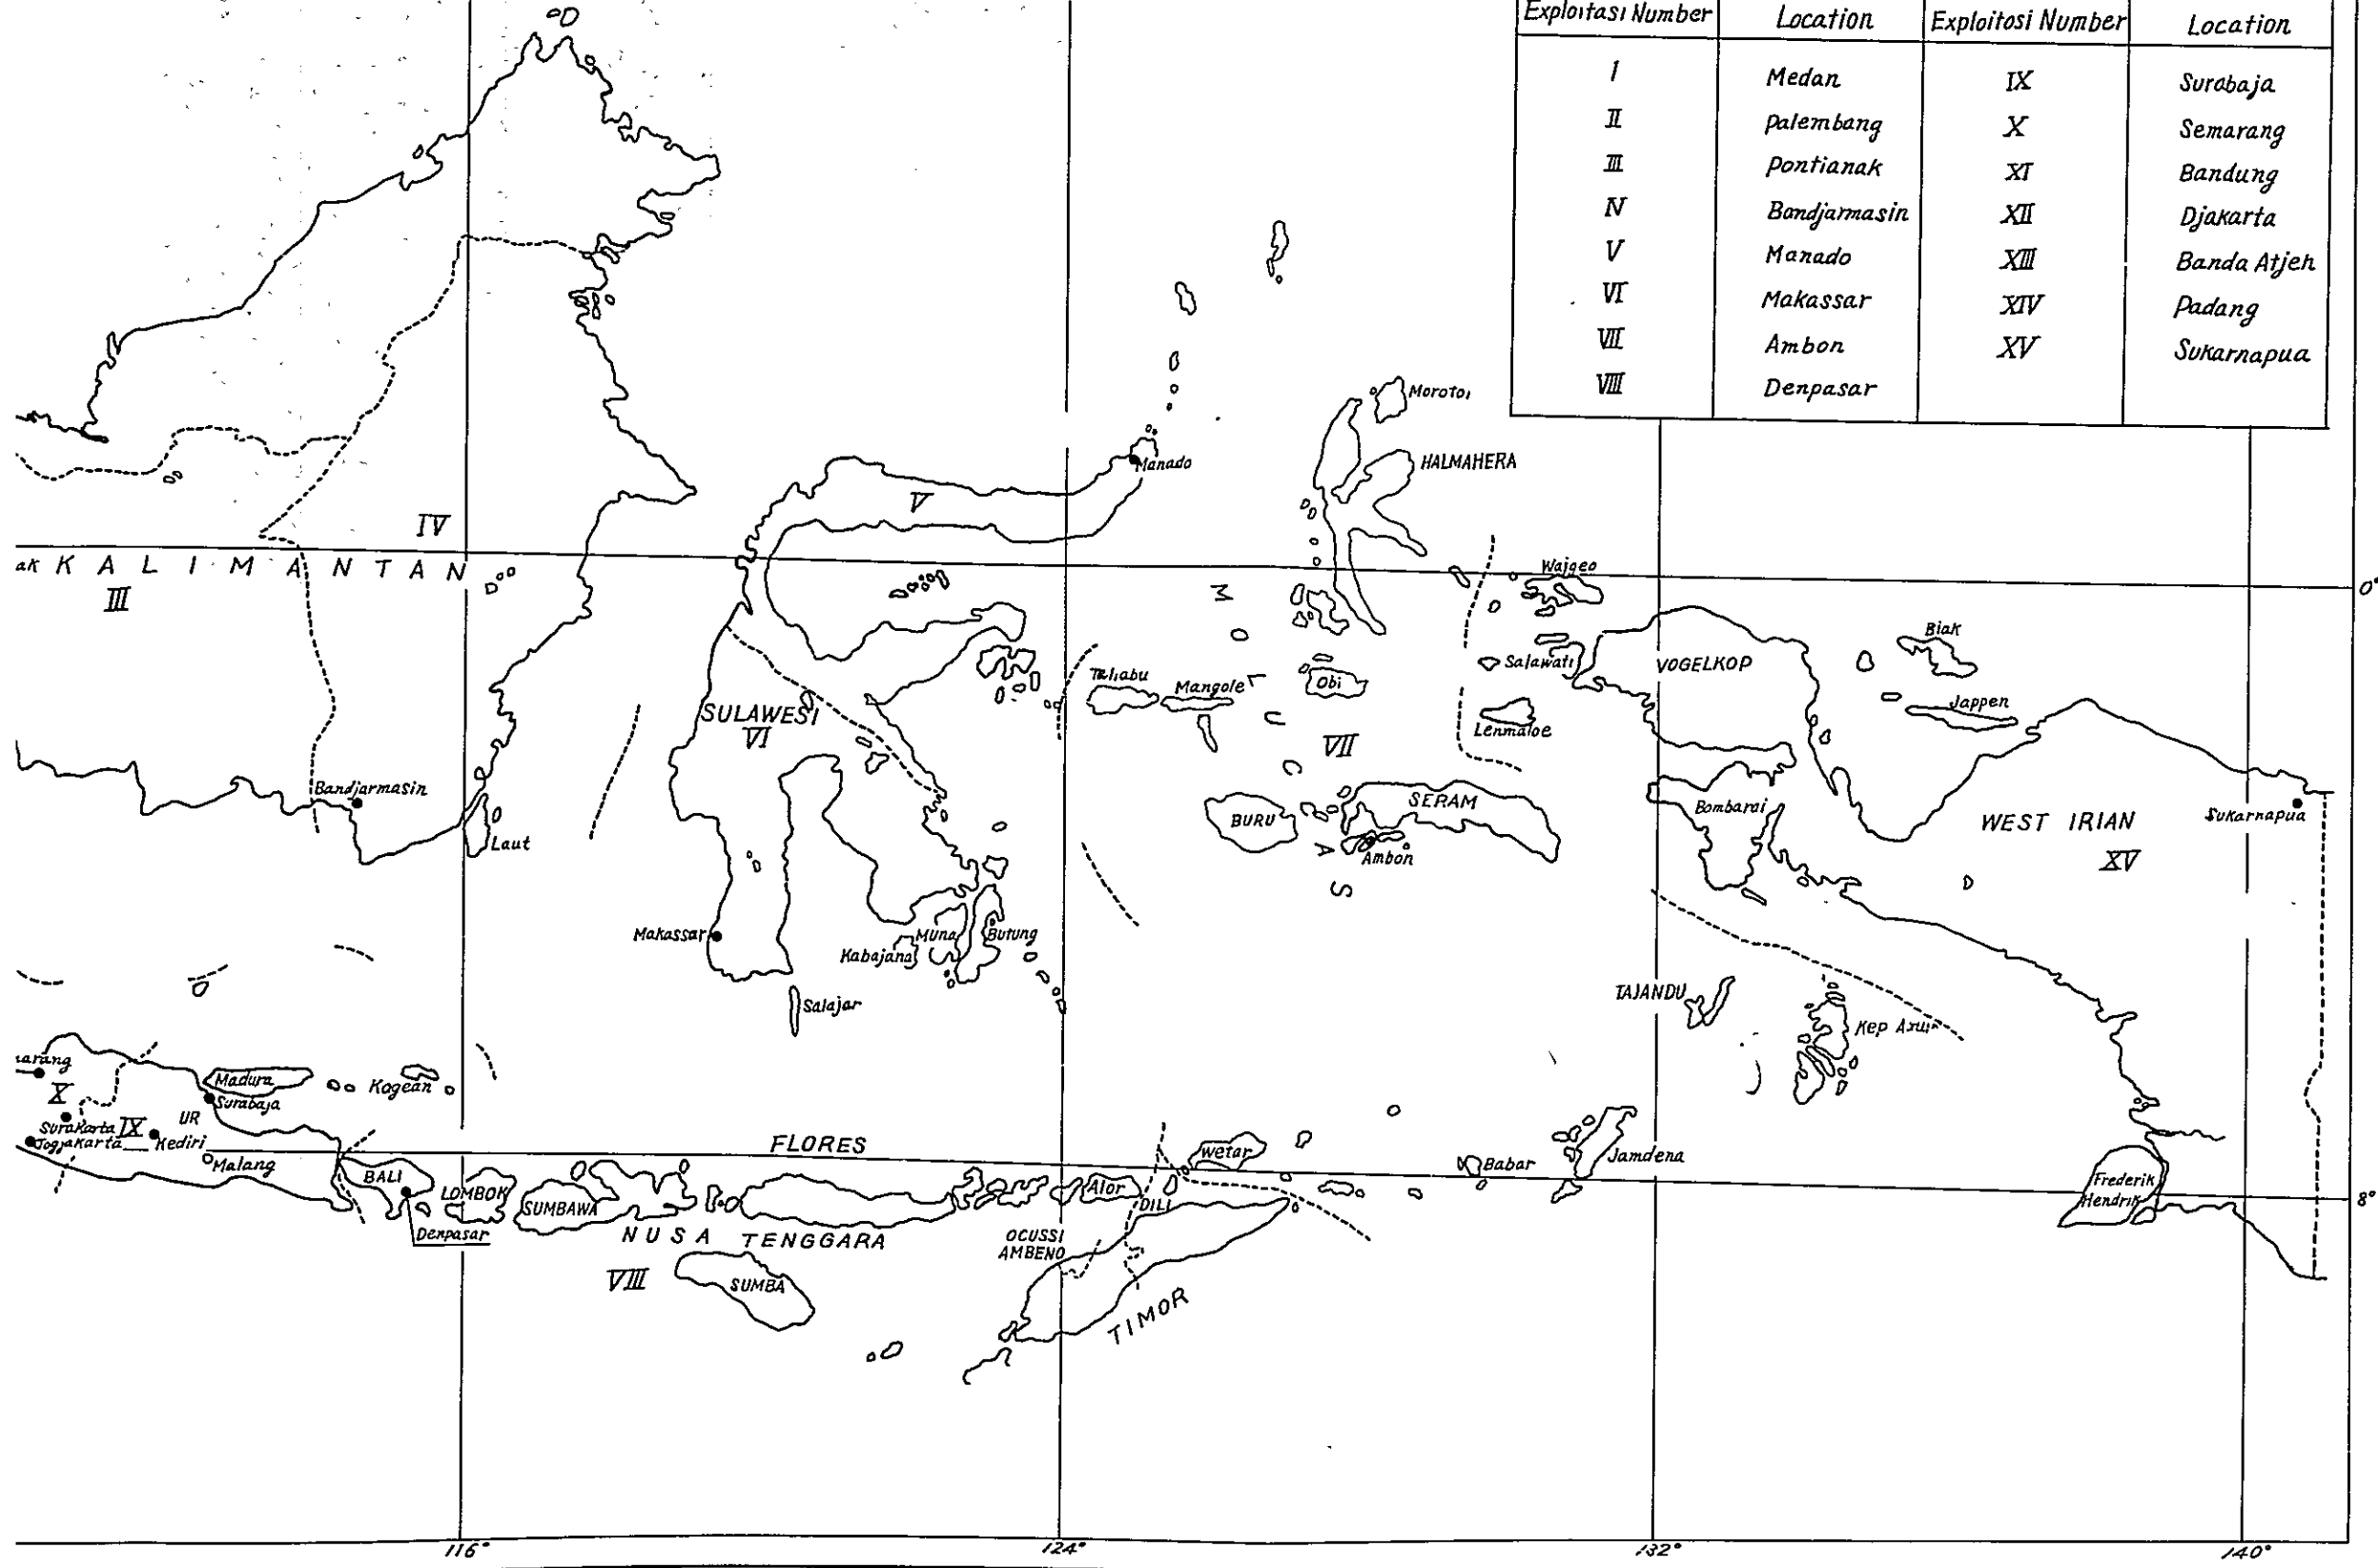 Exploitasi Number Location Exploitasi Number Location
I Medan IX Surabaja
II Palembang X Semarang
III Pontianak XI Bandung
IV Bandjarmasin XII Djakarta
V Manado XIII Banda Atjeh
VI Makassar XIV Padang
VII Ambon XV Sukarnapua
VIII Denpasar
Morotoi
Manado
HALMAHERA
V
IV
ak KALIMANTAN
III
0°
Wajgeo
Biak
VOGELKOP
Salawati
Taliabu
Mangole
Obi
Jappen
SULAWESI
VI
Lenmaloe
MOLUCCAS
VII
Bandjarmasin
Laut
BURU
SERAM
Ambon
Bombarai
WEST IRIAN
XV
Sukarnapua
Makassar
Muna
Butung
Kabajana
Salajar
TAJANDU
Kep Aru
arang
X
Madura
Kogean
Surabaja
UR
Surakarta
IX
Jogjakarta
Kediri
Malang
FLORES
Wetar
Babar
Jamdena
BALI
LOMBOK
SUMBAWA
Alor
DILI
Frederik
Hendrik
8°
Denpasar
NUSA TENGGARA
OCUSSI
AMBENO
VIII
SUMBA
TIMOR
116° 124° 132° 140°